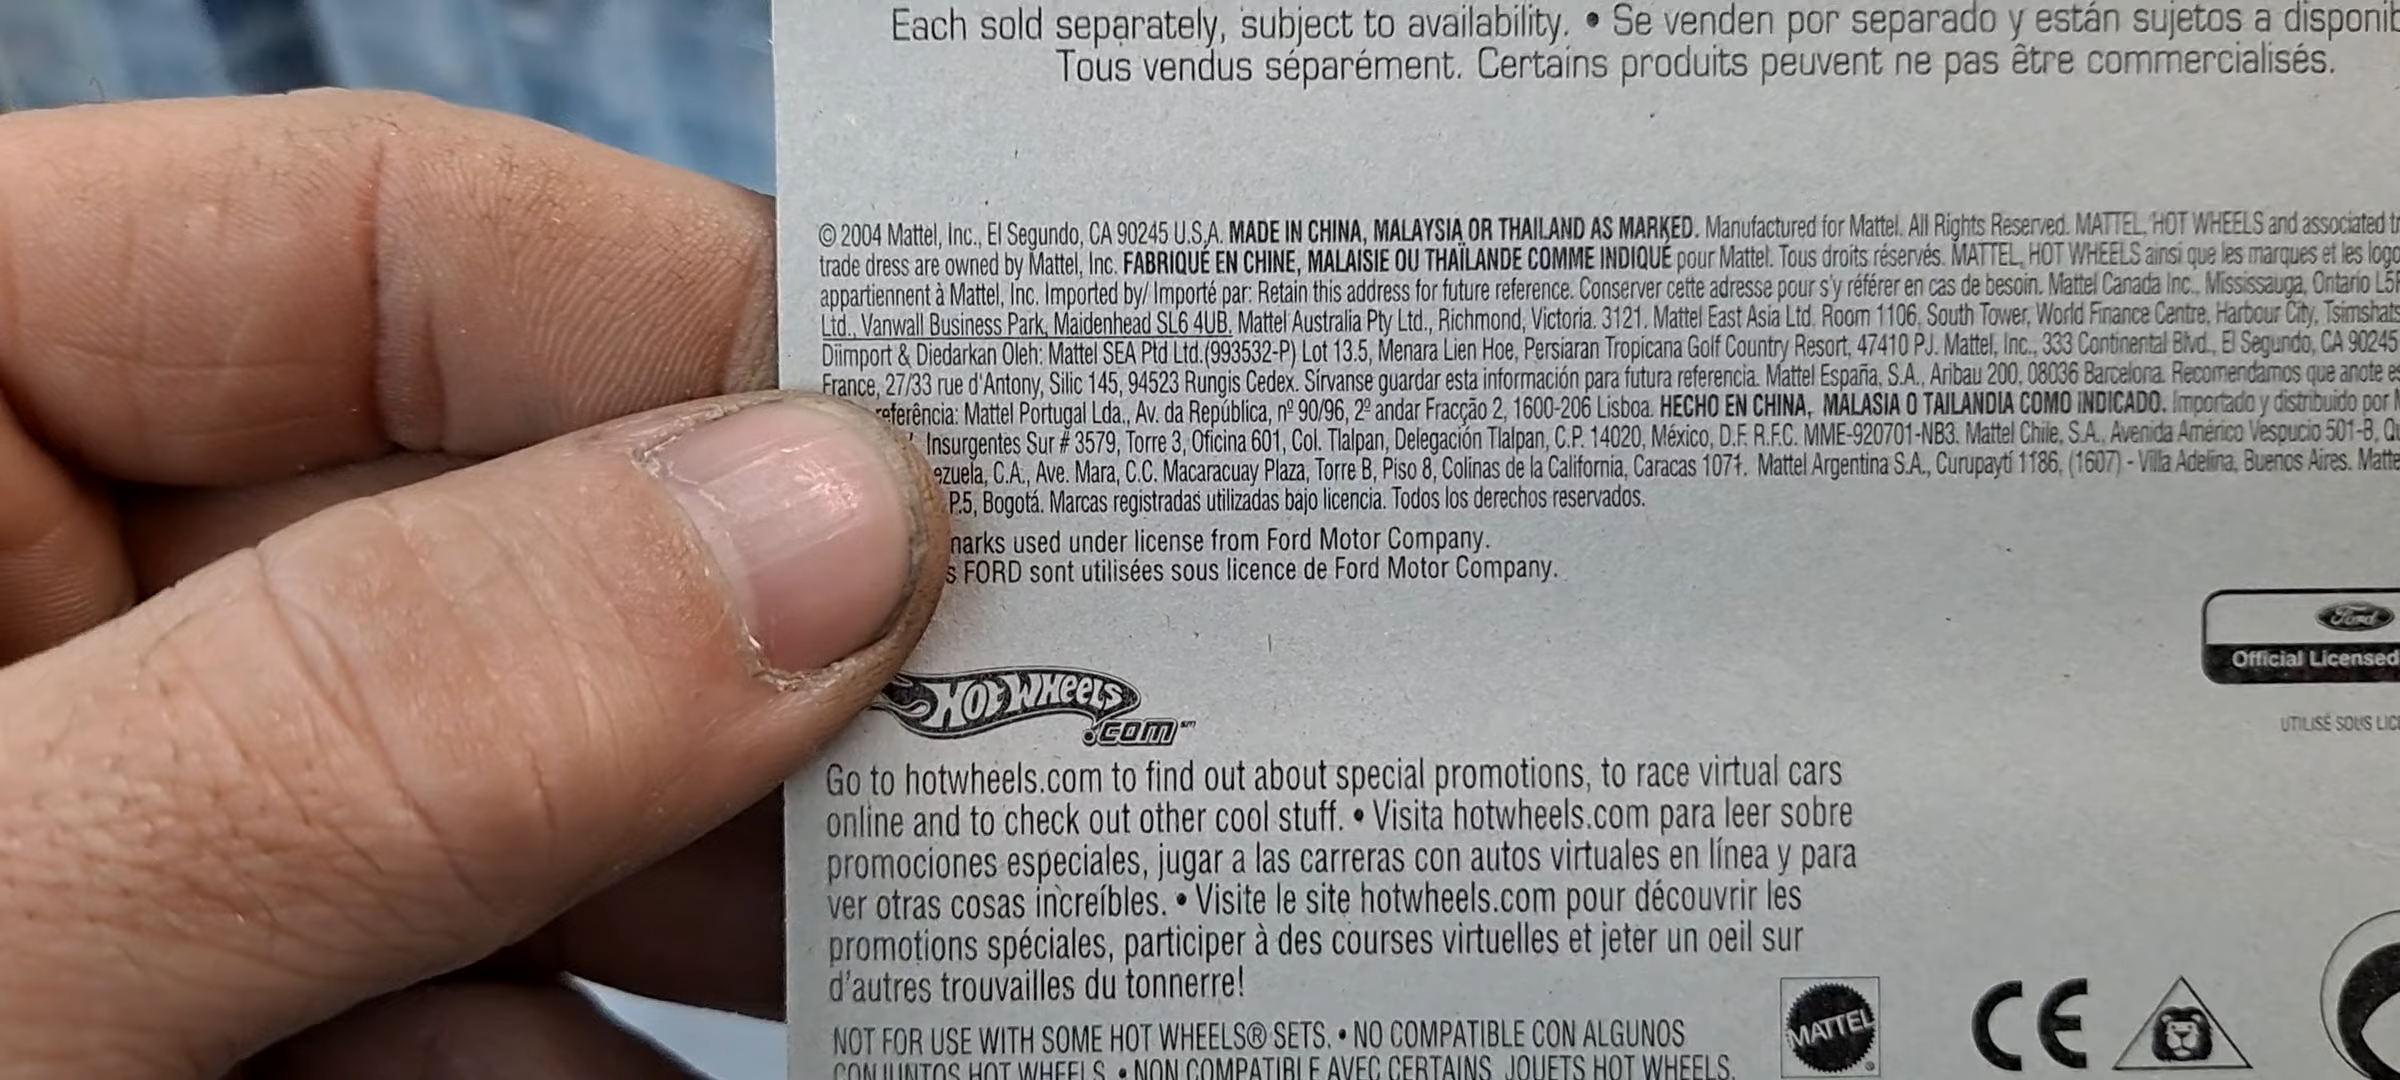 Each sold separately, subject to availability. • Se venden por separado y están sujetos a
Tous vendus séparément. Certains produits peuvent ne pas être commercialisés.
© 2004 Mattel, Inc., El Segundo, CA 90245 U.S.A. MADE IN CHINA, MALAYSIA OR THAILAND AS MARKED. Manufactured for Mattel. All Rights Reserved. MATTEL, HOT WHEELS and associated
trade dress are owned by Mattel, Inc. FABRIQUÉ EN CHINE, MALAISIE OU THAÏLANDE COMME INDIQUÉ pour Mattel. Tous droits réservés. MATTEL, HOT WHEELS ainsi que les marques et les
appartiennent à Mattel, Inc. Imported by/ Importé par: Retain this address for future reference. Conserver cette adresse pour s'y référer en cas de besoin. Mattel Canada Inc., Mississauga, Ontario
Ltd., Vanwall Business Park, Maidenhead SL6 4UB. Mattel Australia Pty Ltd., Richmond, Victoria. 3121. Mattel East Asia Ltd. Room 1106, South Tower, World Finance Centre, Harbour City,
Diimport & Diedarkan Oleh: Mattel SEA Ptd Ltd.(993532-P) Lot 13.5, Menara Lien Hoe, Persiaran Tropicana Golf Country Resort, 47410 PJ. Mattel, Inc., 333 Continental Blvd., El Segundo, CA 90245
France, 27/33 rue d'Antony, Silic 145, 94523 Rungis Cedex. Sírvanse guardar esta información para futura referencia. Mattel España, S.A., Aribau 200. 08036 Barcelona. Recomendamos que anote
referência: Mattel Portugal Lda., Av. da República, nº 90/96, 2º andar Fracção 2, 1600-206 Lisboa. HECHO EN CHINA, MALASIA O TAILANDIA COMO INDICADO. Importado y distribuido por
Insurgentes Sur # 3579, Torre 3, Oficina 601, Col. Tlalpan, Delegación Tlalpan, C.P. 14020, México, D.F. R.F.C. MME-920701-NB3. Mattel Chile, S.A., Avenida Américo Vespucio 501-B,
C.A., Ave. Mara, C.C. Macaracuay Plaza, Torre B, Piso 8, Colinas de la California, Caracas 1071. Mattel Argentina S.A., Curupaytí 1186, (1607) - Villa Adelina, Buenos Aires.
P.5, Bogotá. Marcas registradas utilizadas bajo licencia. Todos los derechos reservados.
used under license from Ford Motor Company.
FORD sont utilisées sous licence de Ford Motor Company.
Ford
Official Licensed
UTILISÉ SOUS
HOT WHEELS
.com℠
Go to hotwheels.com to find out about special promotions, to race virtual cars
online and to check out other cool stuff. • Visita hotwheels.com para leer sobre
promociones especiales, jugar a las carreras con autos virtuales en línea y para
ver otras cosas increíbles. • Visite le site hotwheels.com pour découvrir les
promotions spéciales, participer à des courses virtuelles et jeter un oeil sur
d'autres trouvailles du tonnerre!
NOT FOR USE WITH SOME HOT WHEELS® SETS. • NO COMPATIBLE CON ALGUNOS
CONJUNTOS HOT WHEELS. • NON COMPATIBLE AVEC CERTAINS JOUETS HOT WHEELS.
MATTEL
CE